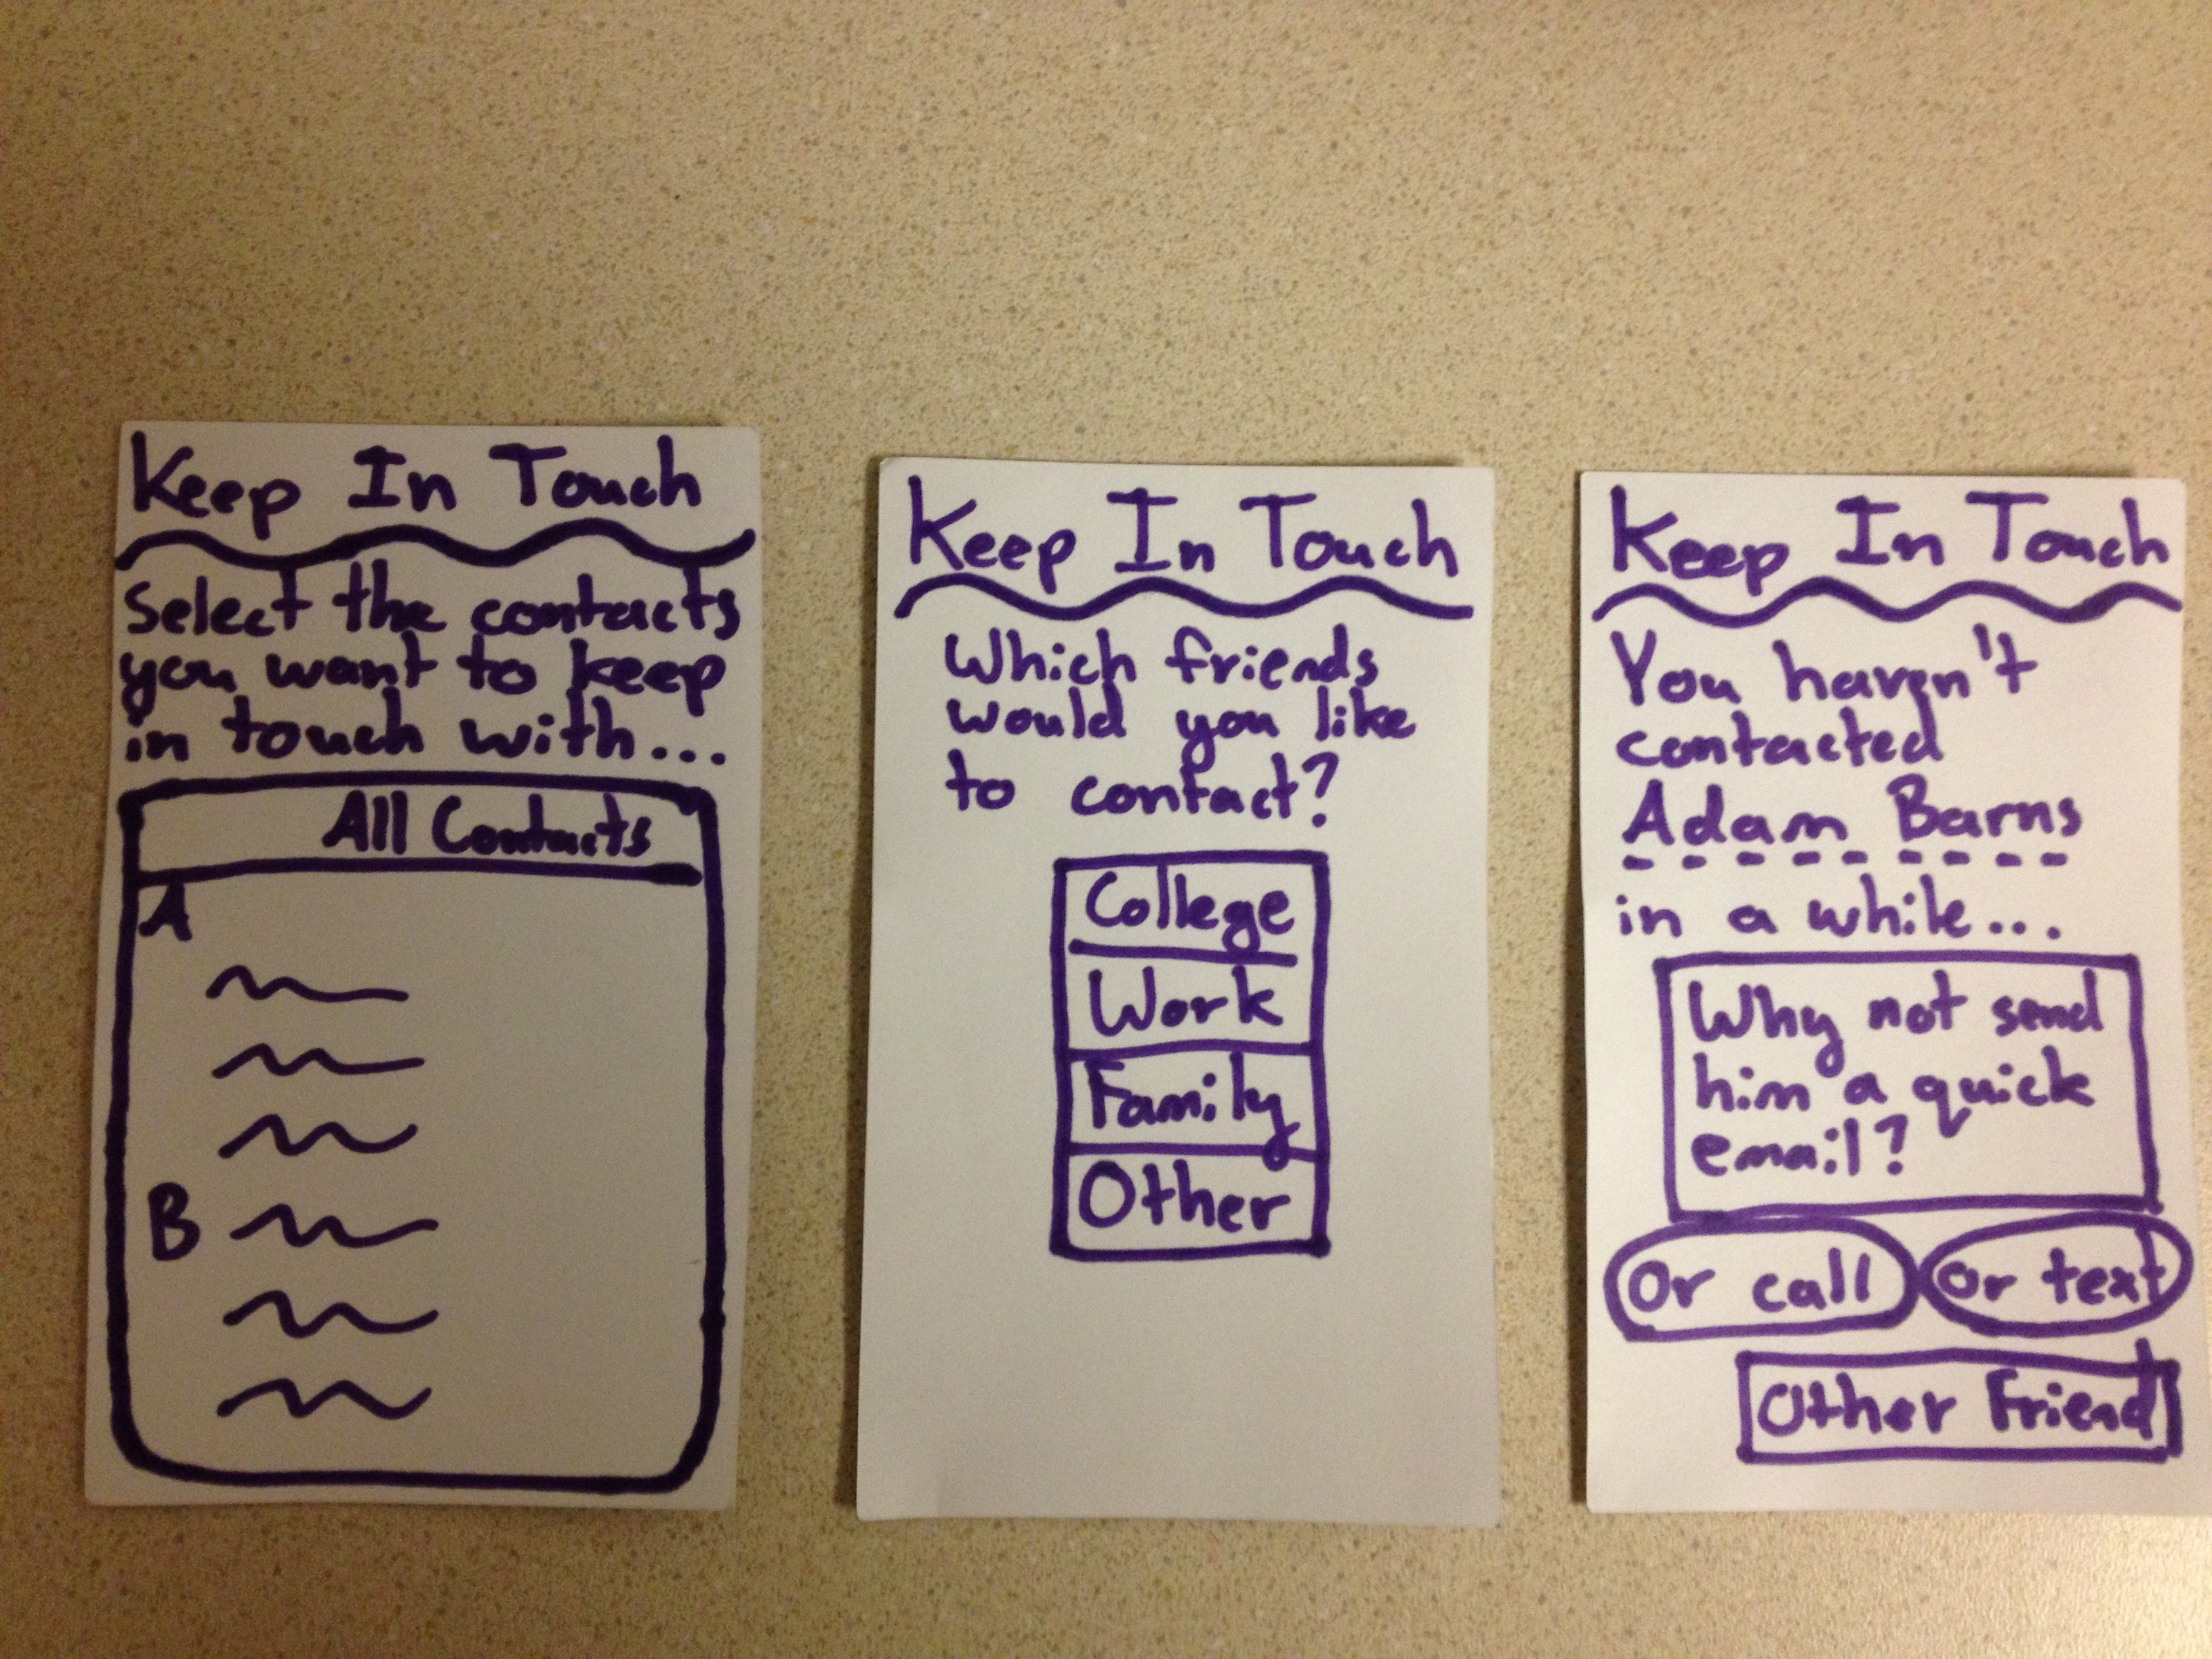 Keep In Touch
Select the contacts
you want to keep
in touch with...
All Contacts
A
B
Keep In Touch
Which friends
would you like
to contact?
College
Work
Family
Other
Keep In Touch
You haven't
contacted
Adam Barns
in a while...
Why not send
him a quick
email?
Or call
Or text
Other Friend